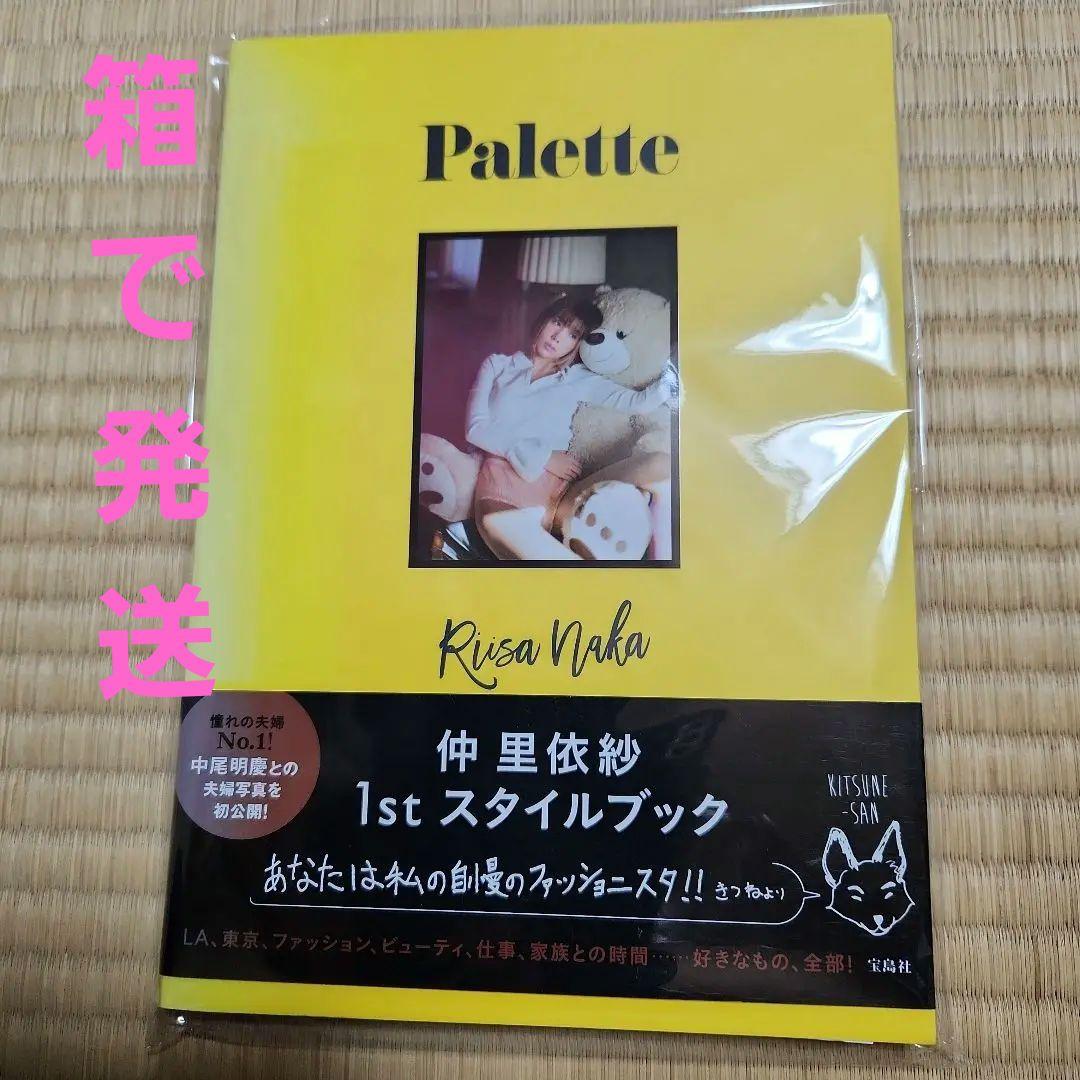 箱で発送
Palette
Riisa Naka
憧れの夫婦
No.1!
中尾明慶との
夫婦写真を
初公開!
仲 里依紗
1st スタイルブック
KITSUNE
-SAN
あなたは私の自慢のファッショニスタ!! きつねより
LA、東京、ファッション、ビューティ、仕事、家族との時間……好きなもの、全部! 宝島社